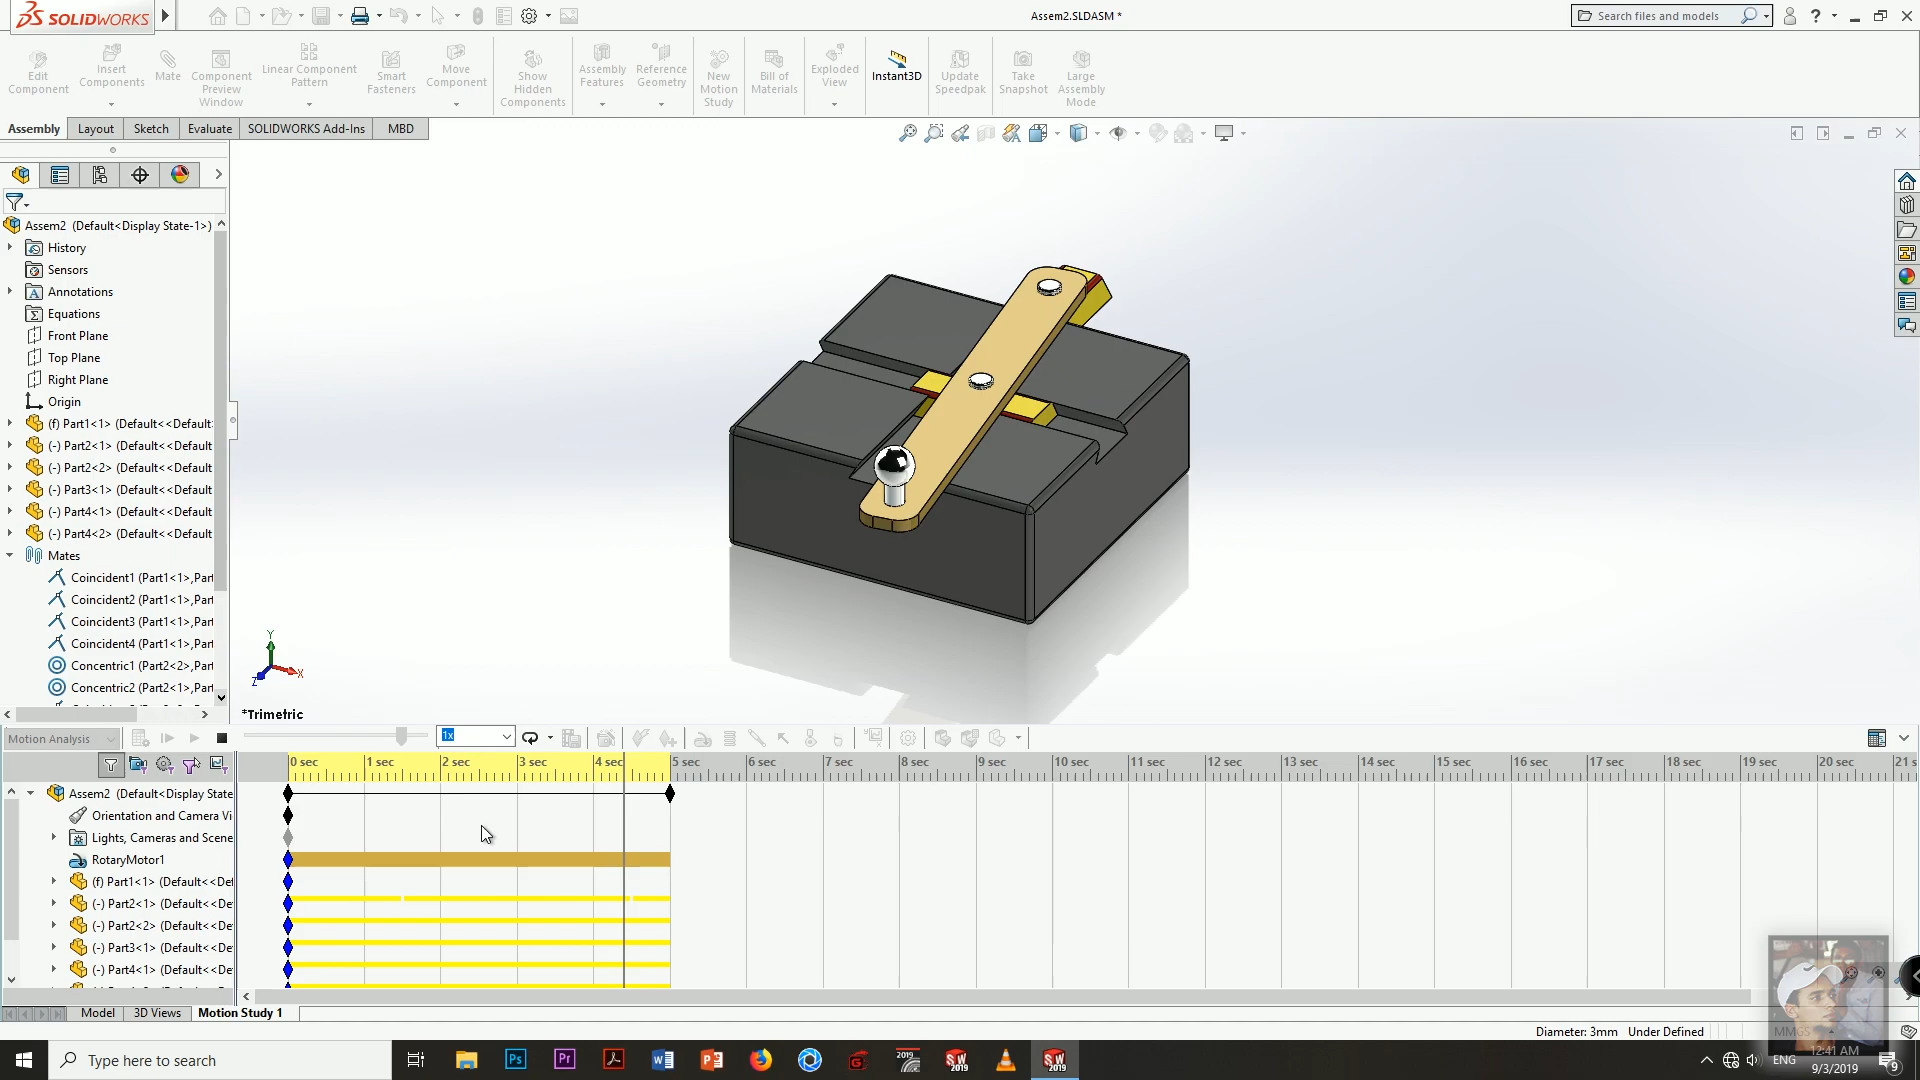 SOLIDWORKS
Assem2.SLDASM *
Search files and models
Edit Component
Insert Components
Mate
Component Preview Window
Linear Component Pattern
Smart Fasteners
Move Component
Show Hidden Components
Assembly Features
Reference Geometry
New Motion Study
Bill of Materials
Exploded View
Instant3D
Update Speedpak
Take Snapshot
Large Assembly Mode
Assembly Layout Sketch Evaluate SOLIDWORKS Add-Ins MBD
Assem2 (Default<Display State-1>)
History
Sensors
Annotations
Equations
Front Plane
Top Plane
Right Plane
Origin
(f) Part1<1> (Default<<Default
(-) Part2<1> (Default<<Default
(-) Part2<2> (Default<<Default
(-) Part3<1> (Default<<Default
(-) Part4<1> (Default<<Default
(-) Part4<2> (Default<<Default
Mates
Coincident1 (Part1<1>,Part
Coincident2 (Part1<1>,Part
Coincident3 (Part1<1>,Part
Coincident4 (Part1<1>,Part
Concentric1 (Part2<2>,Part
Concentric2 (Part2<1>,Part
Y
X
Z
*Trimetric
Motion Analysis
1x
0 sec 1 sec 2 sec 3 sec 4 sec 5 sec 6 sec 7 sec 8 sec 9 sec 10 sec 11 sec 12 sec 13 sec 14 sec 15 sec 16 sec 17 sec 18 sec 19 sec 20 sec 21 s
Assem2 (Default<Display State
Orientation and Camera Vi
Lights, Cameras and Scene
RotaryMotor1
(f) Part1<1> (Default<<Def
(-) Part2<1> (Default<<De
(-) Part2<2> (Default<<De
(-) Part3<1> (Default<<De
(-) Part4<1> (Default<<De
Model 3D Views Motion Study 1
Diameter: 3mm Under Defined MMGS
Type here to search
Ps
Pr
2019
SW 2019
SW 2019
ENG
12:41 AM
9/3/2019
9